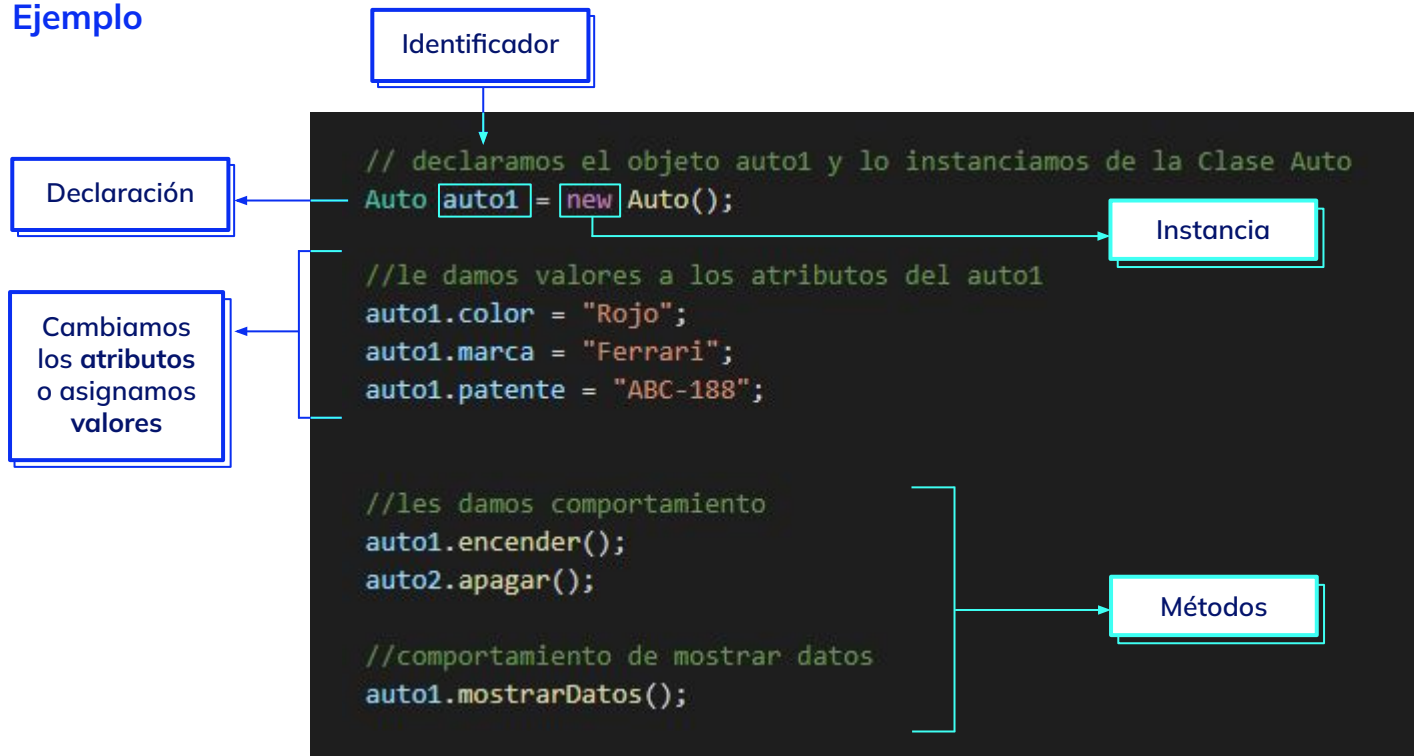 Ejemplo
Identificador
Declaración
// declaramos el objeto auto1 y lo instanciamos de la Clase Auto
Auto auto1 = new Auto();
Instancia
//le damos valores a los atributos del auto1
auto1.color = "Rojo";
auto1.marca = "Ferrari";
auto1.patente = "ABC-188";
Cambiamos
los atributos
o asignamos
valores
//les damos comportamiento
auto1.encender();
auto2.apagar();
Métodos
//comportamiento de mostrar datos
auto1.mostrarDatos();